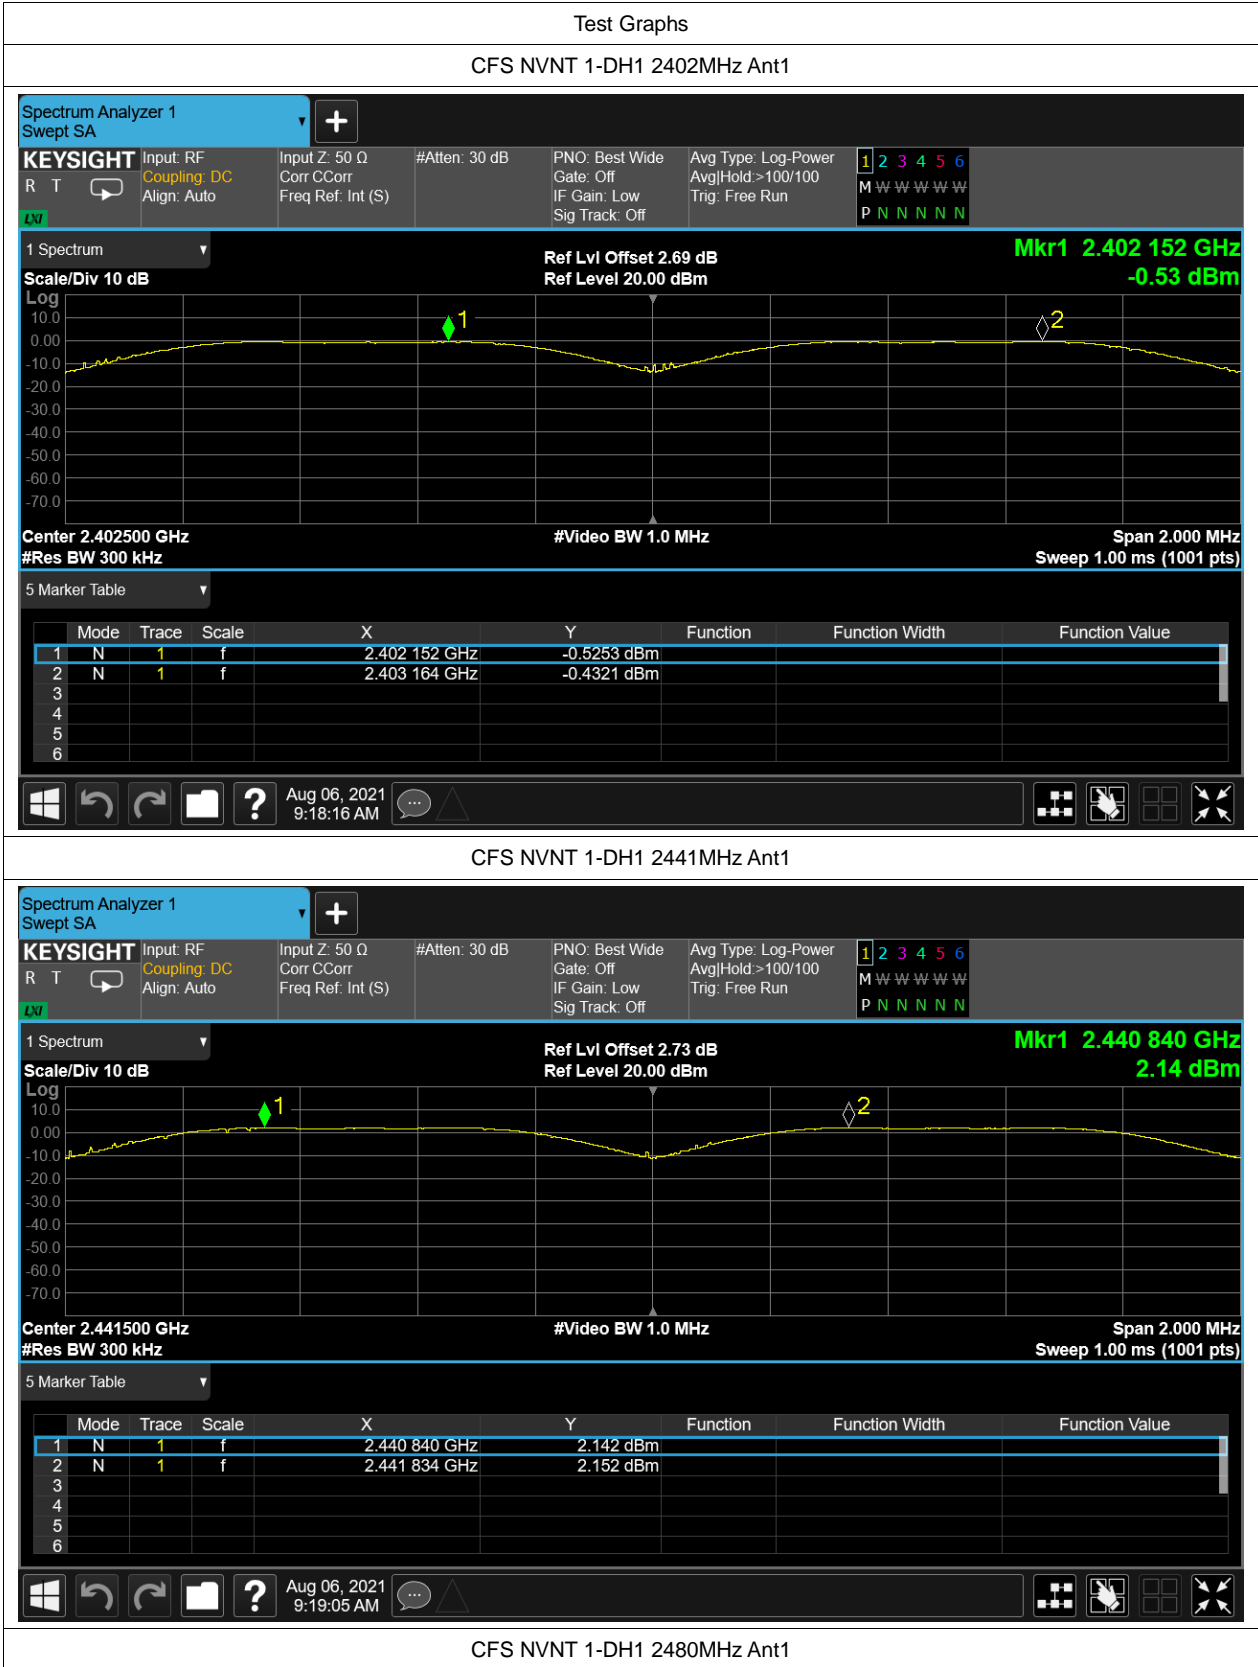 Test Graphs
CFS NVNT 1-DH1 2402MHz Ant1
Spectrum Analyzer 1
Swept SA
KEYSIGHT
R T
LXI
Input: RF
Coupling: DC
Align: Auto
Input Z: 50 Ω
Corr CCorr
Freq Ref: Int (S)
#Atten: 30 dB
PNO: Best Wide
Gate: Off
IF Gain: Low
Sig Track: Off
Avg Type: Log-Power
Avg|Hold:>100/100
Trig: Free Run
1 2 3 4 5 6
M W W W W W
P N N N N N
1 Spectrum
Scale/Div 10 dB
Ref Lvl Offset 2.69 dB
Ref Level 20.00 dBm
Mkr1 2.402 152 GHz
-0.53 dBm
Log
10.0
0.00
-10.0
-20.0
-30.0
-40.0
-50.0
-60.0
-70.0
1
2
Center 2.402500 GHz
#Video BW 1.0 MHz
Span 2.000 MHz
#Res BW 300 kHz
Sweep 1.00 ms (1001 pts)
5 Marker Table
Mode Trace Scale X Y Function Function Width Function Value
1 N 1 f 2.402 152 GHz -0.5253 dBm
2 N 1 f 2.403 164 GHz -0.4321 dBm
3
4
5
6
Aug 06, 2021
9:18:16 AM
CFS NVNT 1-DH1 2441MHz Ant1
Spectrum Analyzer 1
Swept SA
KEYSIGHT
R T
LXI
Input: RF
Coupling: DC
Align: Auto
Input Z: 50 Ω
Corr CCorr
Freq Ref: Int (S)
#Atten: 30 dB
PNO: Best Wide
Gate: Off
IF Gain: Low
Sig Track: Off
Avg Type: Log-Power
Avg|Hold:>100/100
Trig: Free Run
1 2 3 4 5 6
M W W W W W
P N N N N N
1 Spectrum
Scale/Div 10 dB
Ref Lvl Offset 2.73 dB
Ref Level 20.00 dBm
Mkr1 2.440 840 GHz
2.14 dBm
Log
10.0
0.00
-10.0
-20.0
-30.0
-40.0
-50.0
-60.0
-70.0
1
2
Center 2.441500 GHz
#Video BW 1.0 MHz
Span 2.000 MHz
#Res BW 300 kHz
Sweep 1.00 ms (1001 pts)
5 Marker Table
Mode Trace Scale X Y Function Function Width Function Value
1 N 1 f 2.440 840 GHz 2.142 dBm
2 N 1 f 2.441 834 GHz 2.152 dBm
3
4
5
6
Aug 06, 2021
9:19:05 AM
CFS NVNT 1-DH1 2480MHz Ant1